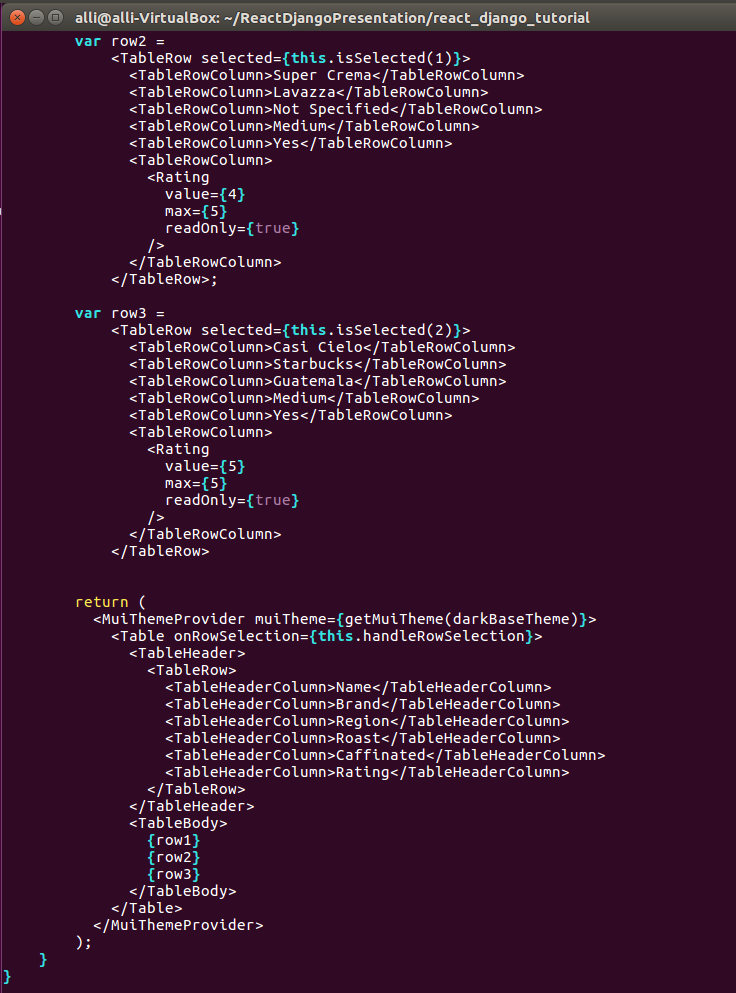 alli@alli-VirtualBox: ~/ReactDjangoPresentation/react_django_tutorial
        var row2 =
            <TableRow selected={this.isSelected(1)}>
              <TableRowColumn>Super Crema</TableRowColumn>
              <TableRowColumn>Lavazza</TableRowColumn>
              <TableRowColumn>Not Specified</TableRowColumn>
              <TableRowColumn>Medium</TableRowColumn>
              <TableRowColumn>Yes</TableRowColumn>
              <TableRowColumn>
                <Rating
                  value={4}
                  max={5}
                  readOnly={true}
                />
              </TableRowColumn>
            </TableRow>;

        var row3 =
            <TableRow selected={this.isSelected(2)}>
              <TableRowColumn>Casi Cielo</TableRowColumn>
              <TableRowColumn>Starbucks</TableRowColumn>
              <TableRowColumn>Guatemala</TableRowColumn>
              <TableRowColumn>Medium</TableRowColumn>
              <TableRowColumn>Yes</TableRowColumn>
              <TableRowColumn>
                <Rating
                  value={5}
                  max={5}
                  readOnly={true}
                />
              </TableRowColumn>
            </TableRow>


        return (
          <MuiThemeProvider muiTheme={getMuiTheme(darkBaseTheme)}>
            <Table onRowSelection={this.handleRowSelection}>
              <TableHeader>
                <TableRow>
                  <TableHeaderColumn>Name</TableHeaderColumn>
                  <TableHeaderColumn>Brand</TableHeaderColumn>
                  <TableHeaderColumn>Region</TableHeaderColumn>
                  <TableHeaderColumn>Roast</TableHeaderColumn>
                  <TableHeaderColumn>Caffinated</TableHeaderColumn>
                  <TableHeaderColumn>Rating</TableHeaderColumn>
                </TableRow>
              </TableHeader>
              <TableBody>
                {row1}
                {row2}
                {row3}
              </TableBody>
            </Table>
          </MuiThemeProvider>
        );
    }
}